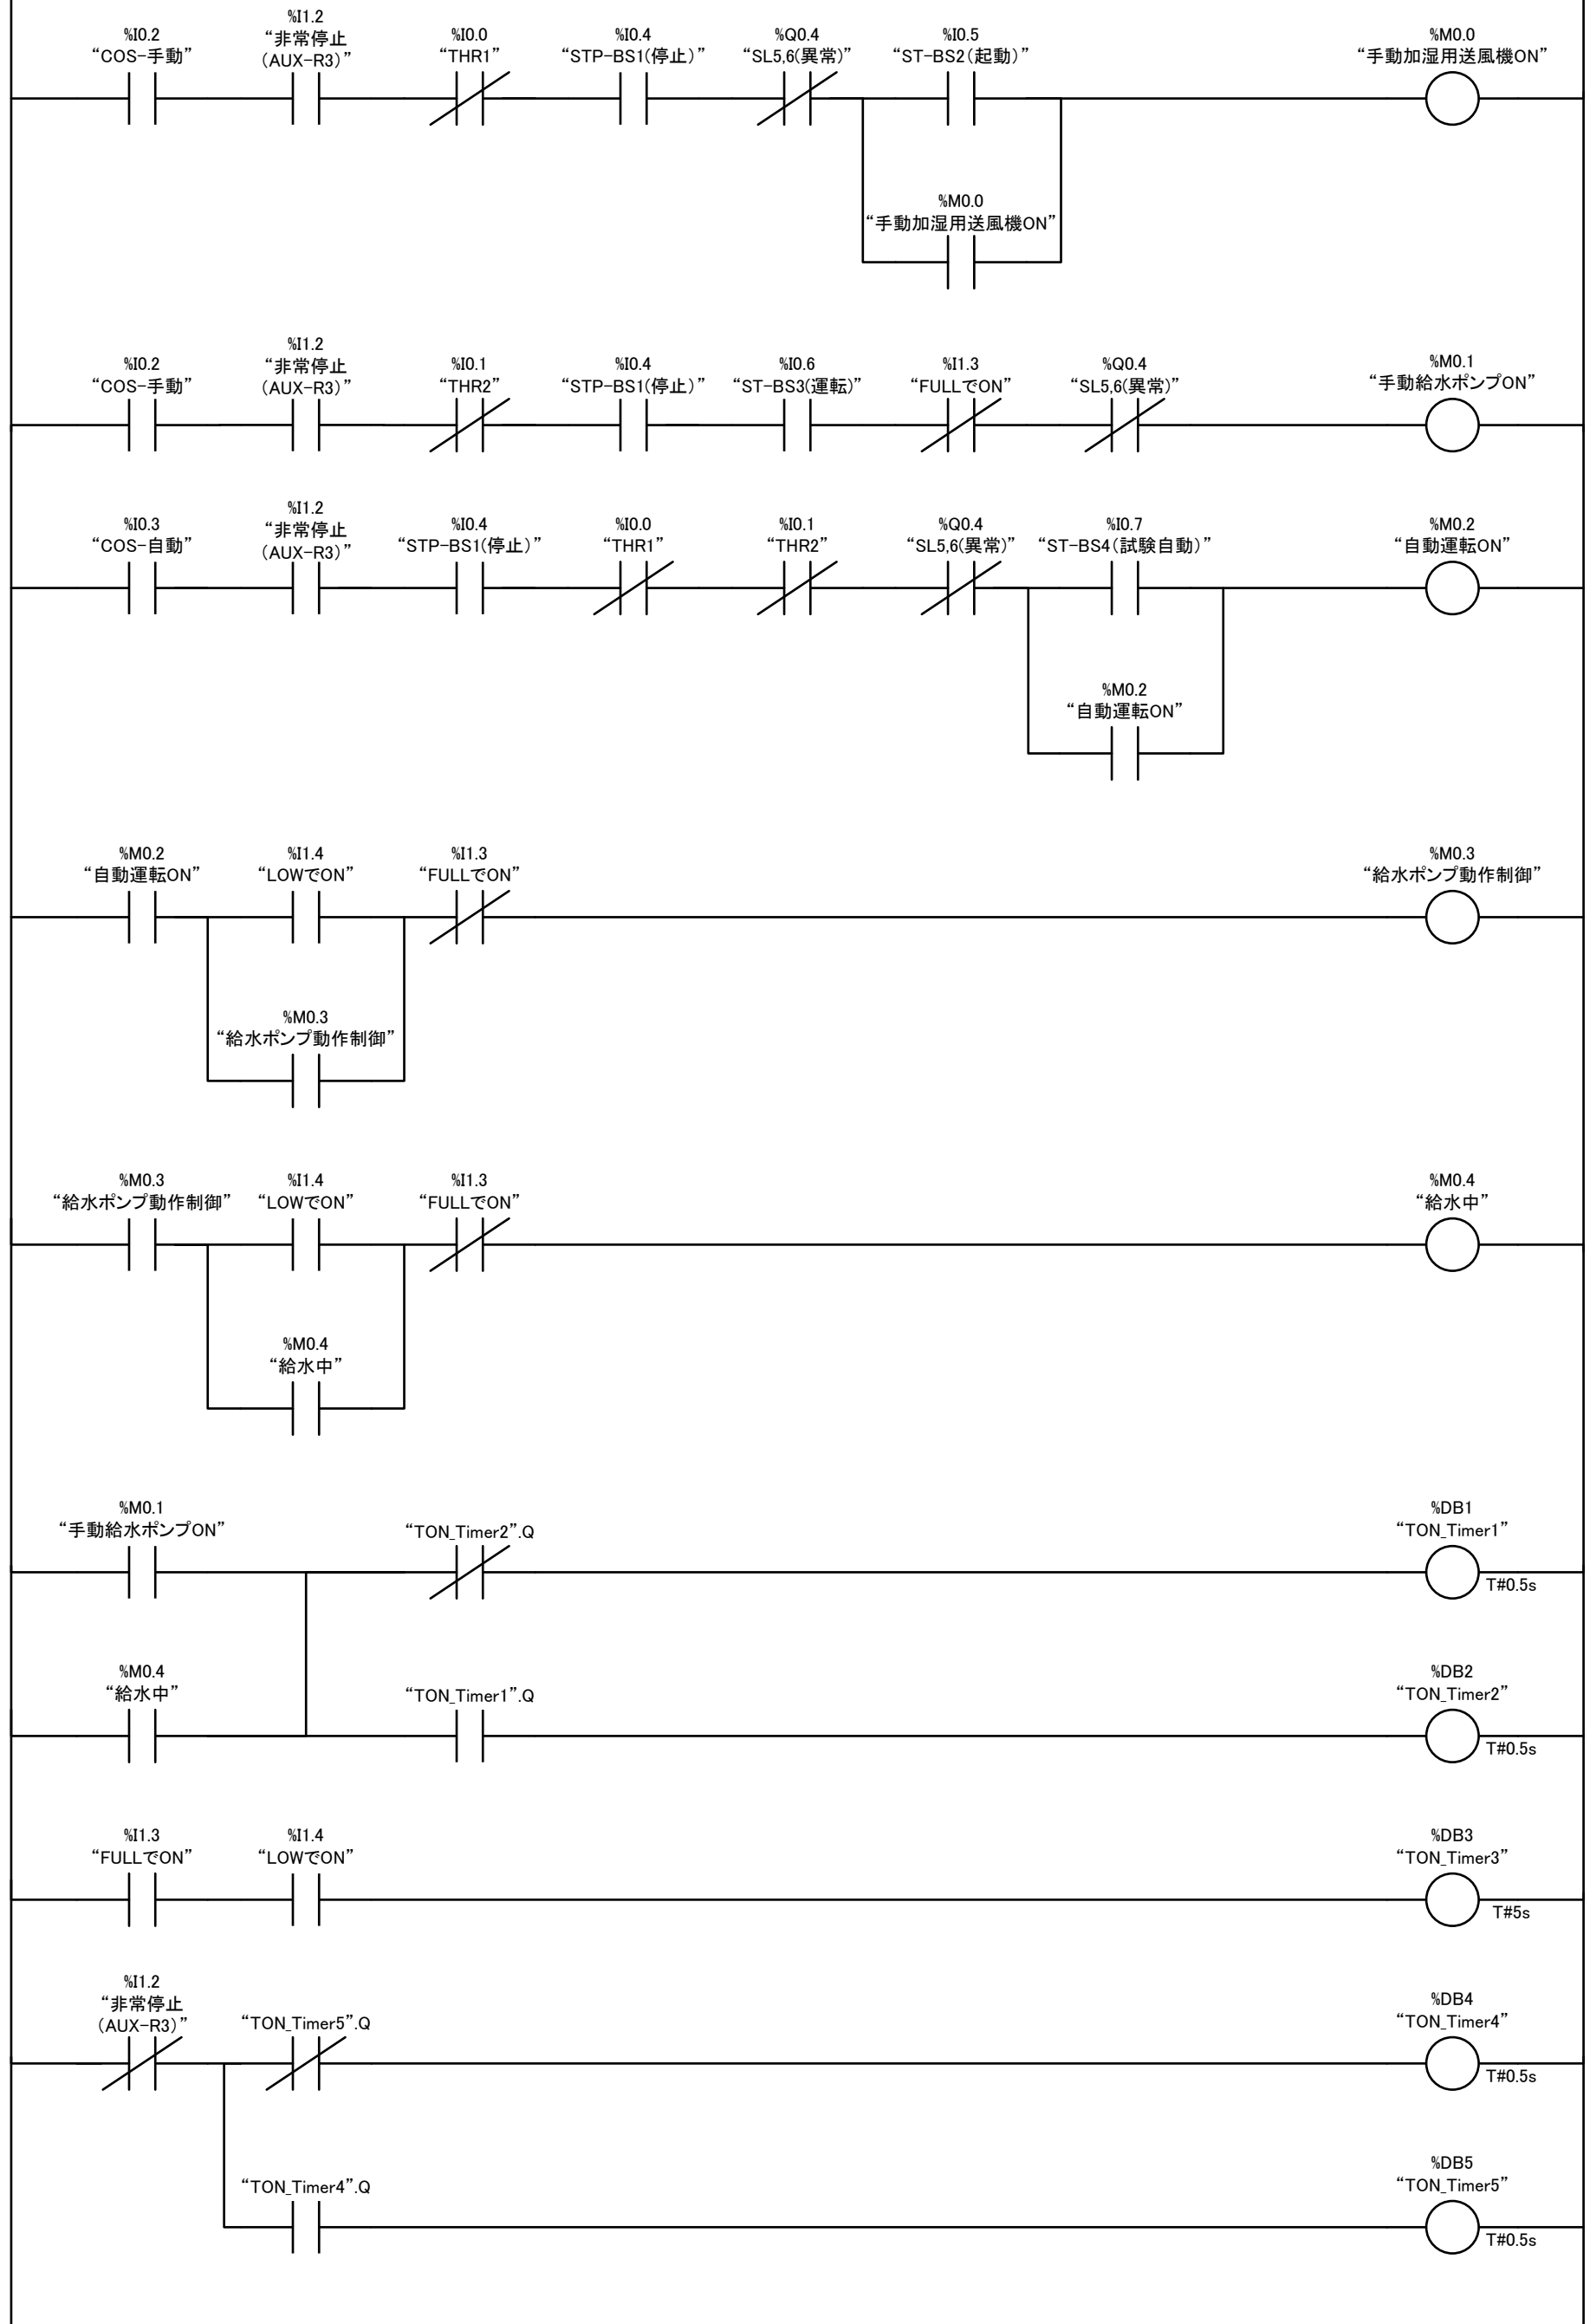 %I0.2
“COS-手動”
%I1.2
“非常停止
(AUX-R3)”
%I0.0
“THR1”
%I0.4
“STP-BS1(停止)”
%Q0.4
“SL5,6(異常)”
%I0.5
“ST-BS2(起動)”
%M0.0
“手動加湿用送風機ON”
%M0.0
“手動加湿用送風機ON”
%I0.2
“COS-手動”
%I1.2
“非常停止
(AUX-R3)”
%I0.1
“THR2”
%I0.4
“STP-BS1(停止)”
%I0.6
“ST-BS3(運転)”
%I1.3
“FULLでON”
%Q0.4
“SL5,6(異常)”
%M0.1
“手動給水ポンプON”
%I0.3
“COS-自動”
%I1.2
“非常停止
(AUX-R3)”
%I0.4
“STP-BS1(停止)”
%I0.0
“THR1”
%I0.1
“THR2”
%Q0.4
“SL5,6(異常)”
%I0.7
“ST-BS4(試験自動)”
%M0.2
“自動運転ON”
%M0.2
“自動運転ON”
%M0.2
“自動運転ON”
%I1.4
“LOWでON”
%I1.3
“FULLでON”
%M0.3
“給水ポンプ動作制御”
%M0.3
“給水ポンプ動作制御”
%M0.3
“給水ポンプ動作制御”
%I1.4
“LOWでON”
%I1.3
“FULLでON”
%M0.4
“給水中”
%M0.4
“給水中”
%M0.1
“手動給水ポンプON”
“TON_Timer2”.Q
%DB1
“TON_Timer1”
T#0.5s
%M0.4
“給水中”
“TON_Timer1”.Q
%DB2
“TON_Timer2”
T#0.5s
%I1.3
“FULLでON”
%I1.4
“LOWでON”
%DB3
“TON_Timer3”
T#5s
%I1.2
“非常停止
(AUX-R3)”
“TON_Timer5”.Q
%DB4
“TON_Timer4”
T#0.5s
“TON_Timer4”.Q
%DB5
“TON_Timer5”
T#0.5s